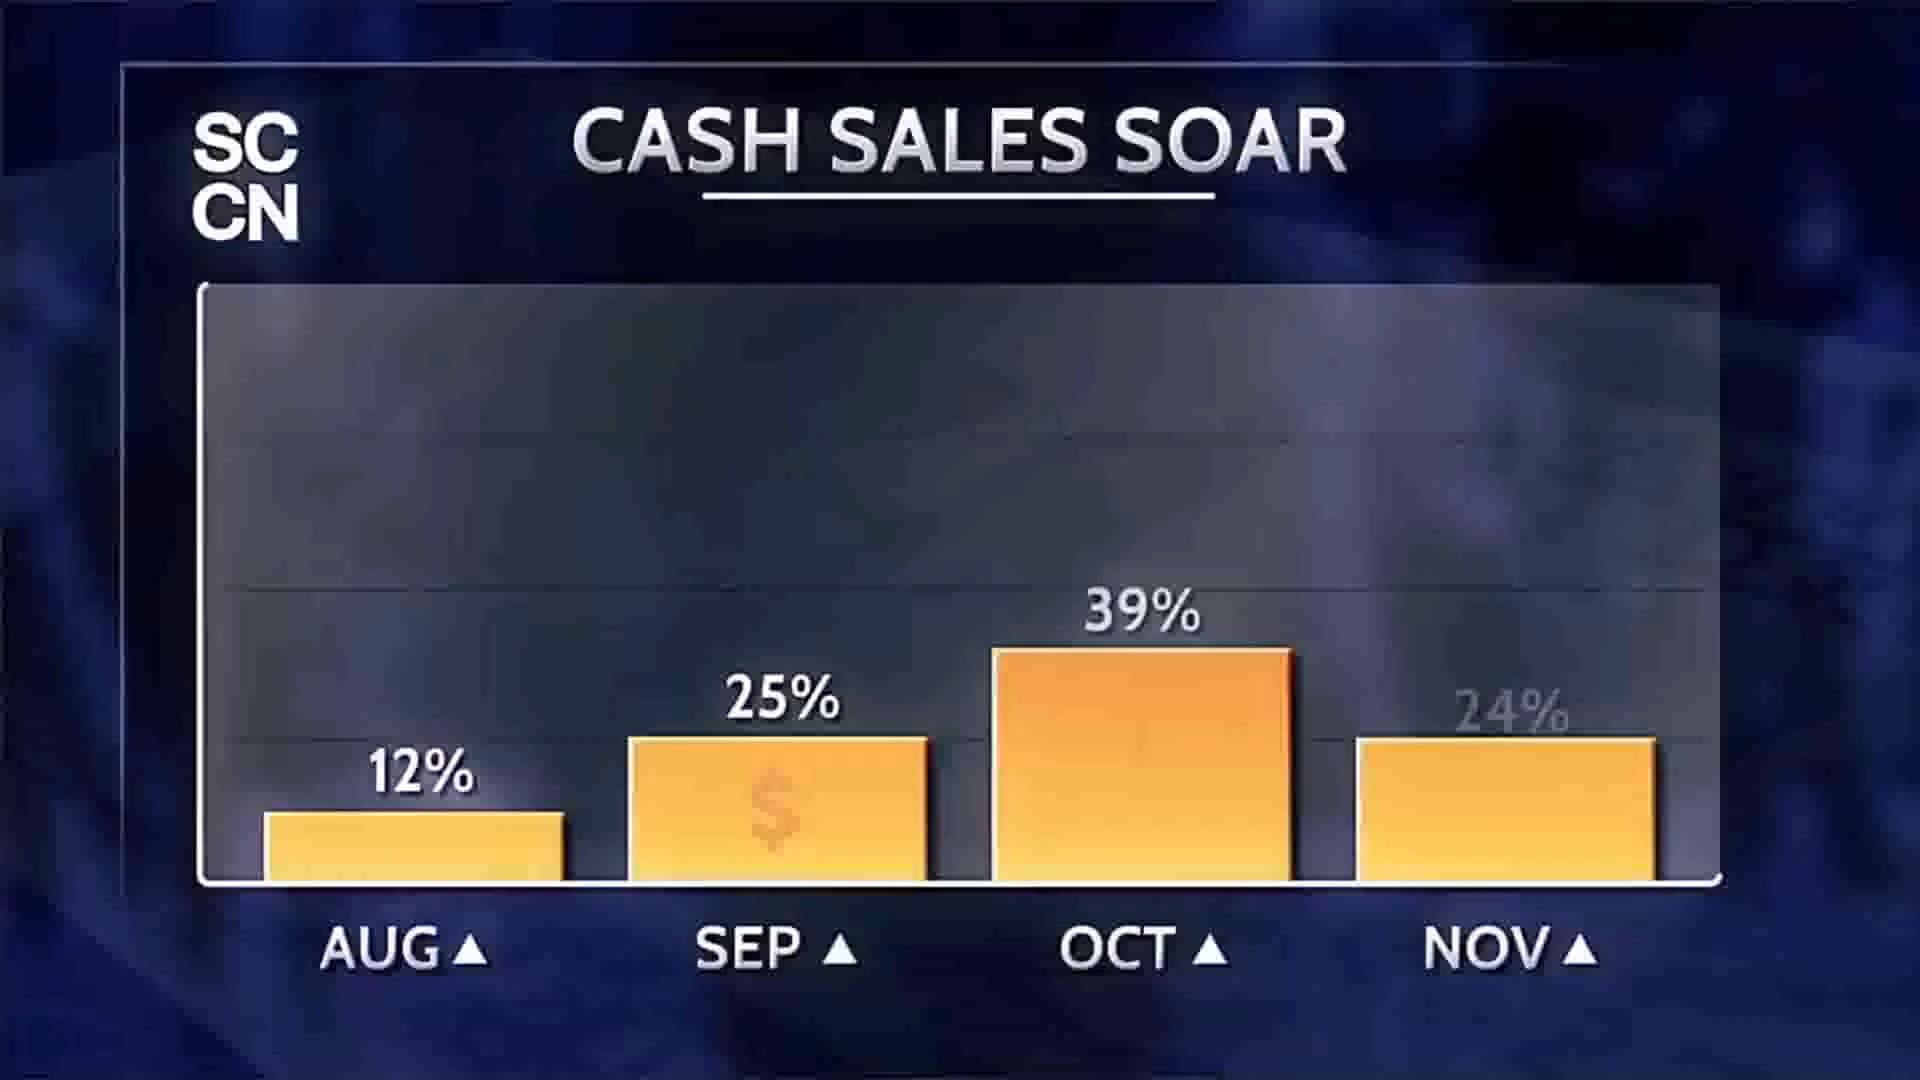 SC
CN
CASH SALES SOAR
12%
25%
39%
24%
$
AUG ▲
SEP ▲
OCT ▲
NOV ▲